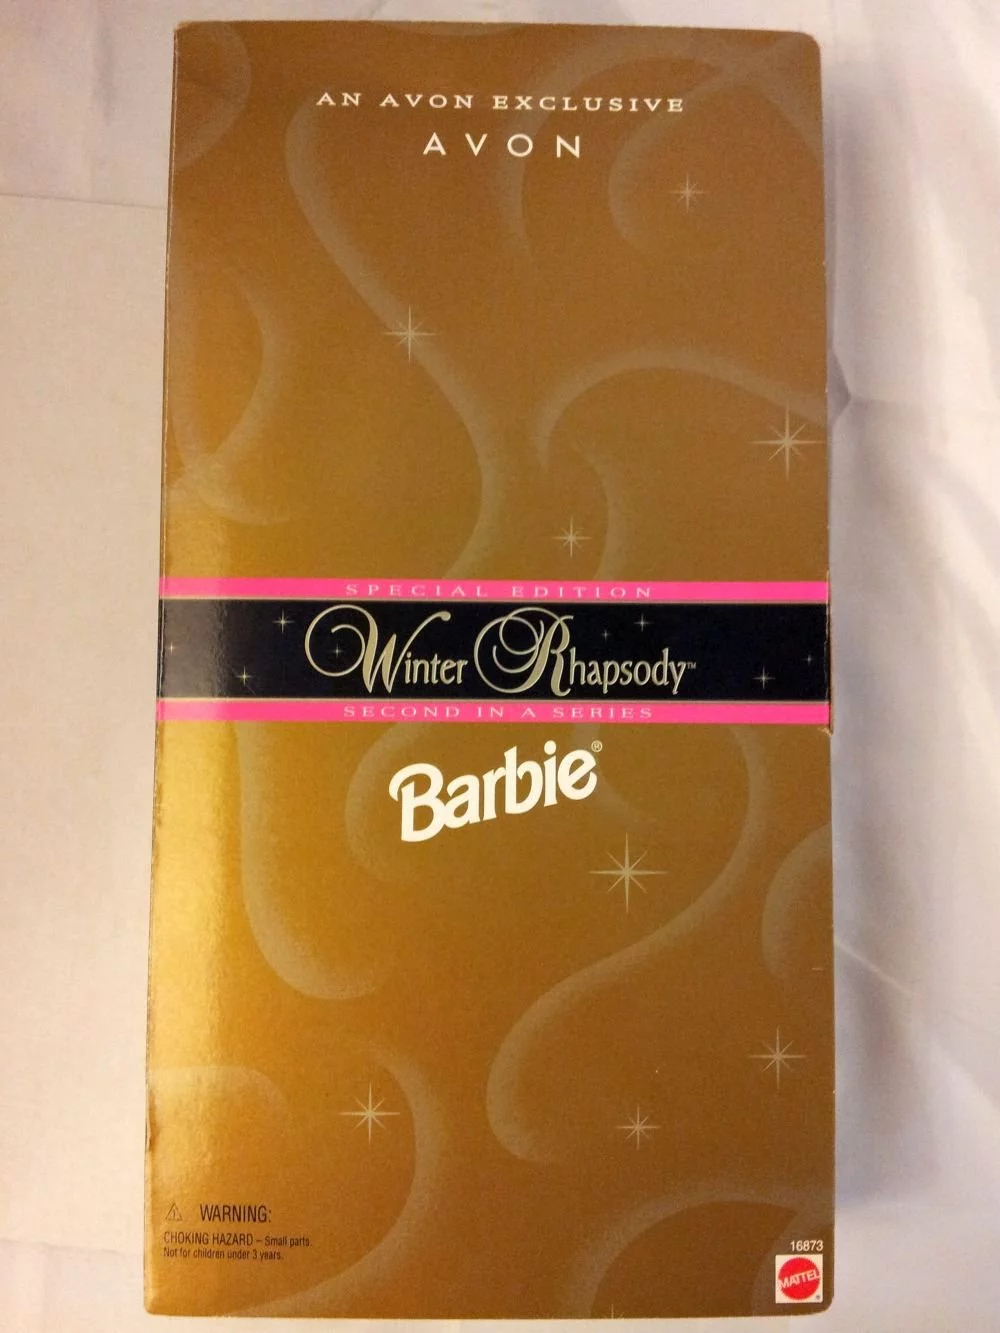 AN AVON EXCLUSIVE
AVON
SPECIAL EDITION
Winter Rhapsody™
SECOND IN A SERIES
Barbie®
⚠ WARNING:
CHOKING HAZARD – Small parts.
Not for children under 3 years.
16873
MATTEL®